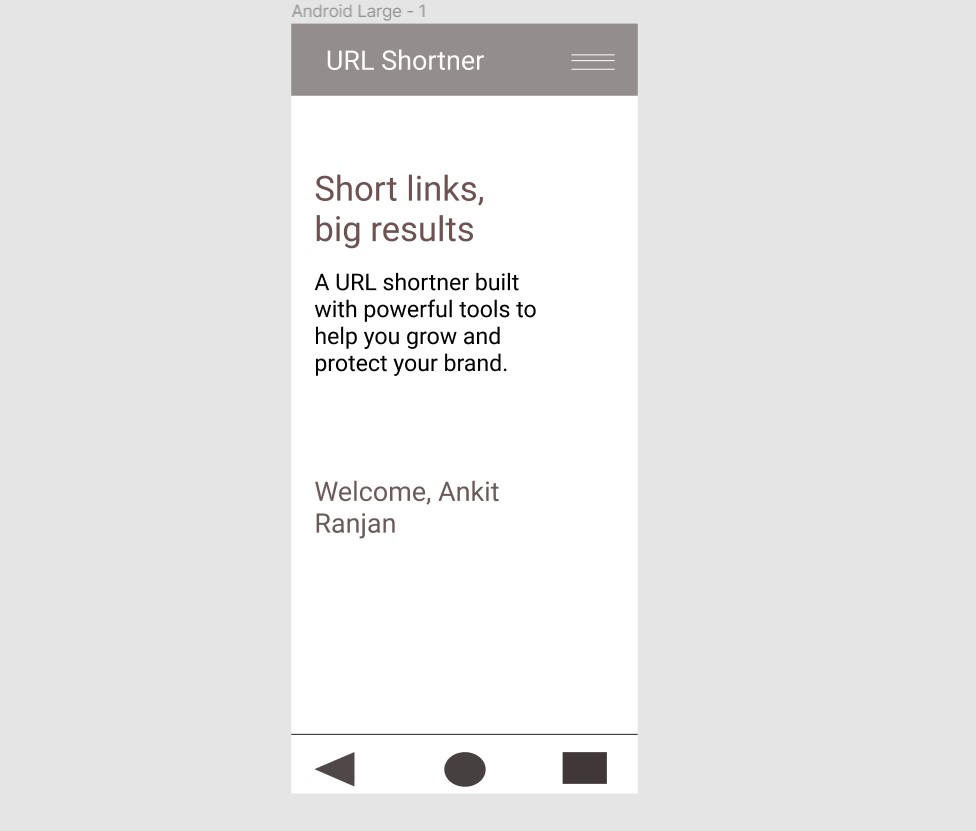 Android Large - 1
URL Shortner
Short links,
big results
A URL shortner built
with powerful tools to
help you grow and
protect your brand.
Welcome, Ankit
Ranjan